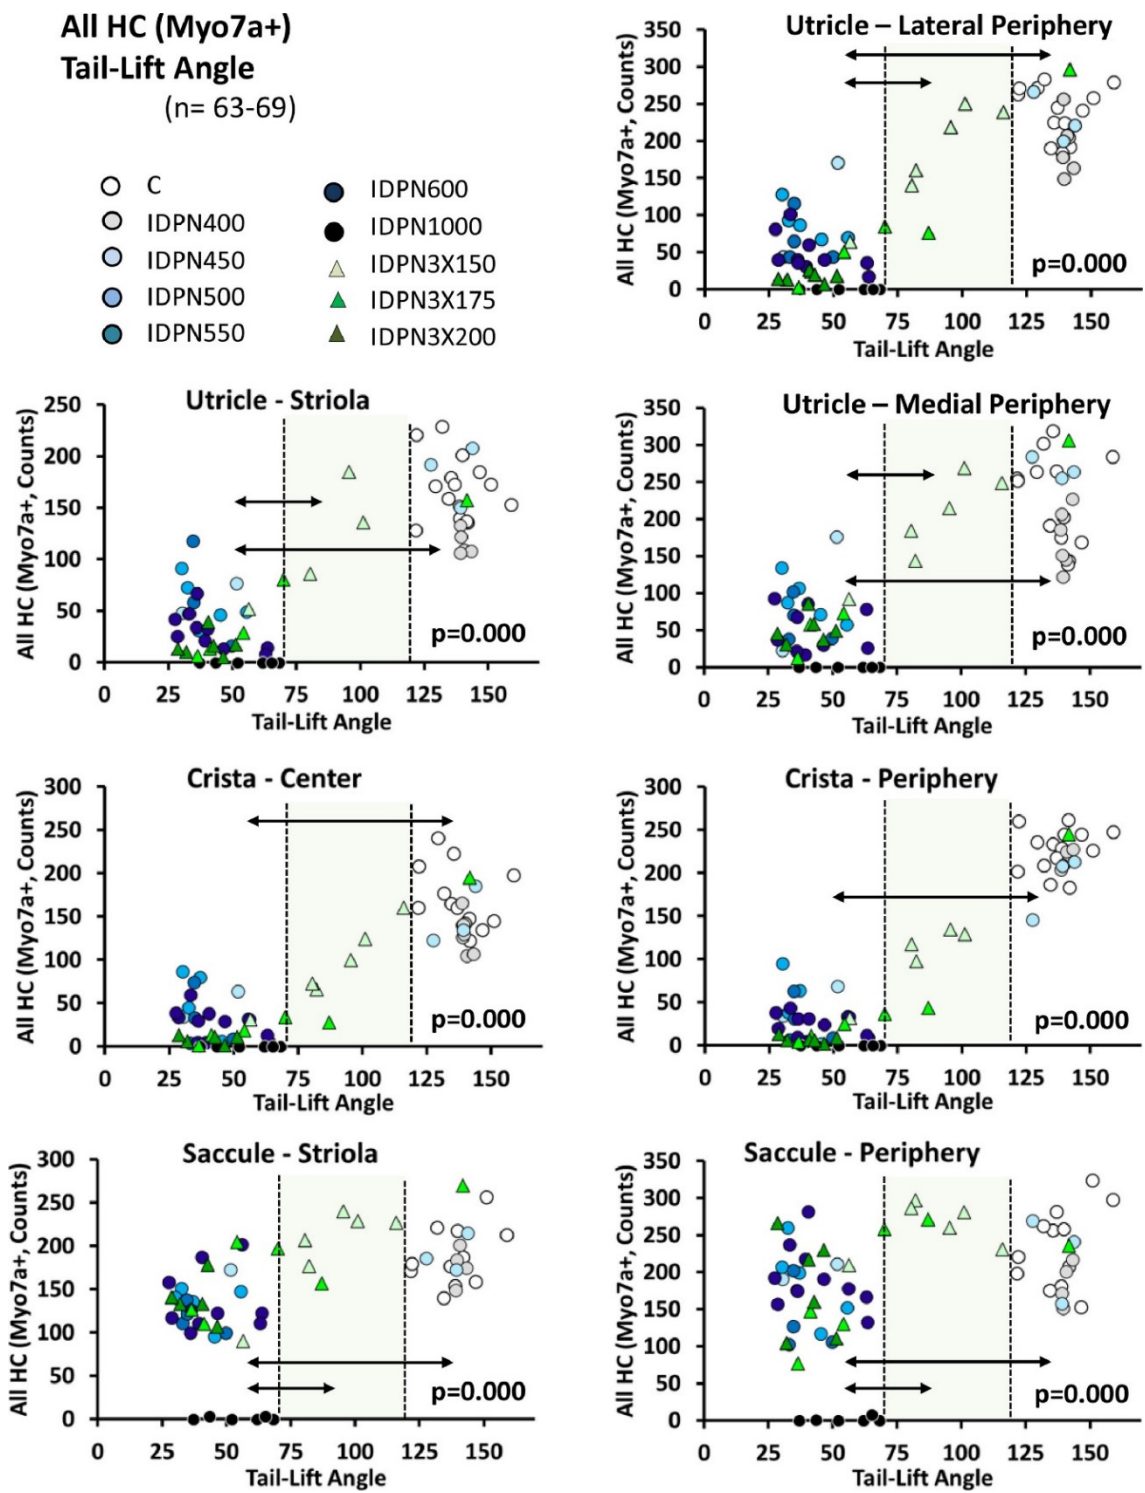 All HC (Myo7a+)
Tail-Lift Angle
(n= 63-69)
C
IDPN400
IDPN450
IDPN500
IDPN550
IDPN600
IDPN1000
IDPN3X150
IDPN3X175
IDPN3X200
Utricle – Lateral Periphery
All HC (Myo7a+, Counts)
350
300
250
200
150
100
50
0
p=0.000
0 25 50 75 100 125 150
Tail-Lift Angle
Utricle - Striola
All HC (Myo7a+, Counts)
250
200
150
100
50
0
p=0.000
0 25 50 75 100 125 150
Tail-Lift Angle
Utricle – Medial Periphery
All HC (Myo7a+, Counts)
350
300
250
200
150
100
50
0
p=0.000
0 25 50 75 100 125 150
Tail-Lift Angle
Crista - Center
All HC (Myo7a+, Counts)
300
250
200
150
100
50
0
p=0.000
0 25 50 75 100 125 150
Tail-Lift Angle
Crista - Periphery
All HC (Myo7a+, Counts)
300
250
200
150
100
50
0
p=0.000
0 25 50 75 100 125 150
Tail-Lift Angle
Saccule - Striola
All HC (Myo7a+, Counts)
300
250
200
150
100
50
0
p=0.000
0 25 50 75 100 125 150
Tail-Lift Angle
Saccule - Periphery
All HC (Myo7a+, Counts)
350
300
250
200
150
100
50
0
p=0.000
0 25 50 75 100 125 150
Tail-Lift Angle